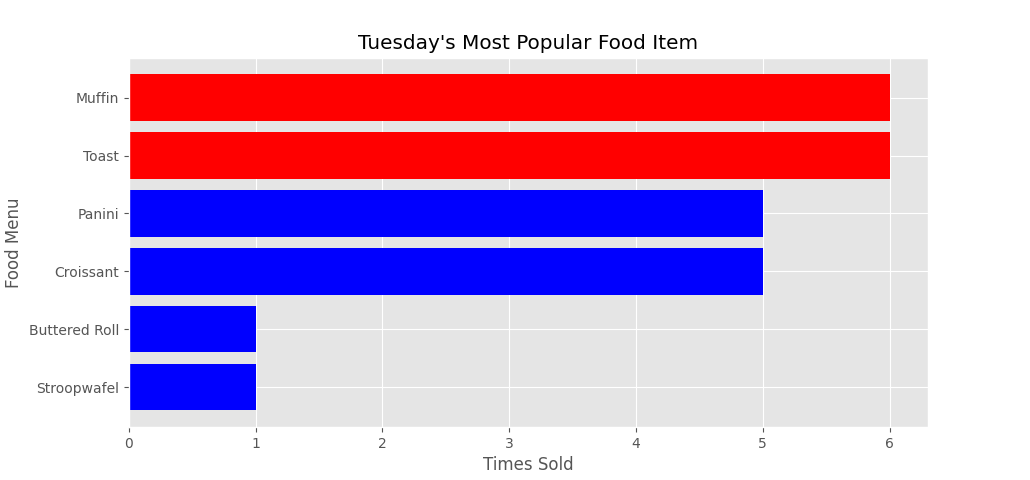 Tuesday's Most Popular Food Item
Food Menu
Muffin
Toast
Panini
Croissant
Buttered Roll
Stroopwafel
0 1 2 3 4 5 6
Times Sold